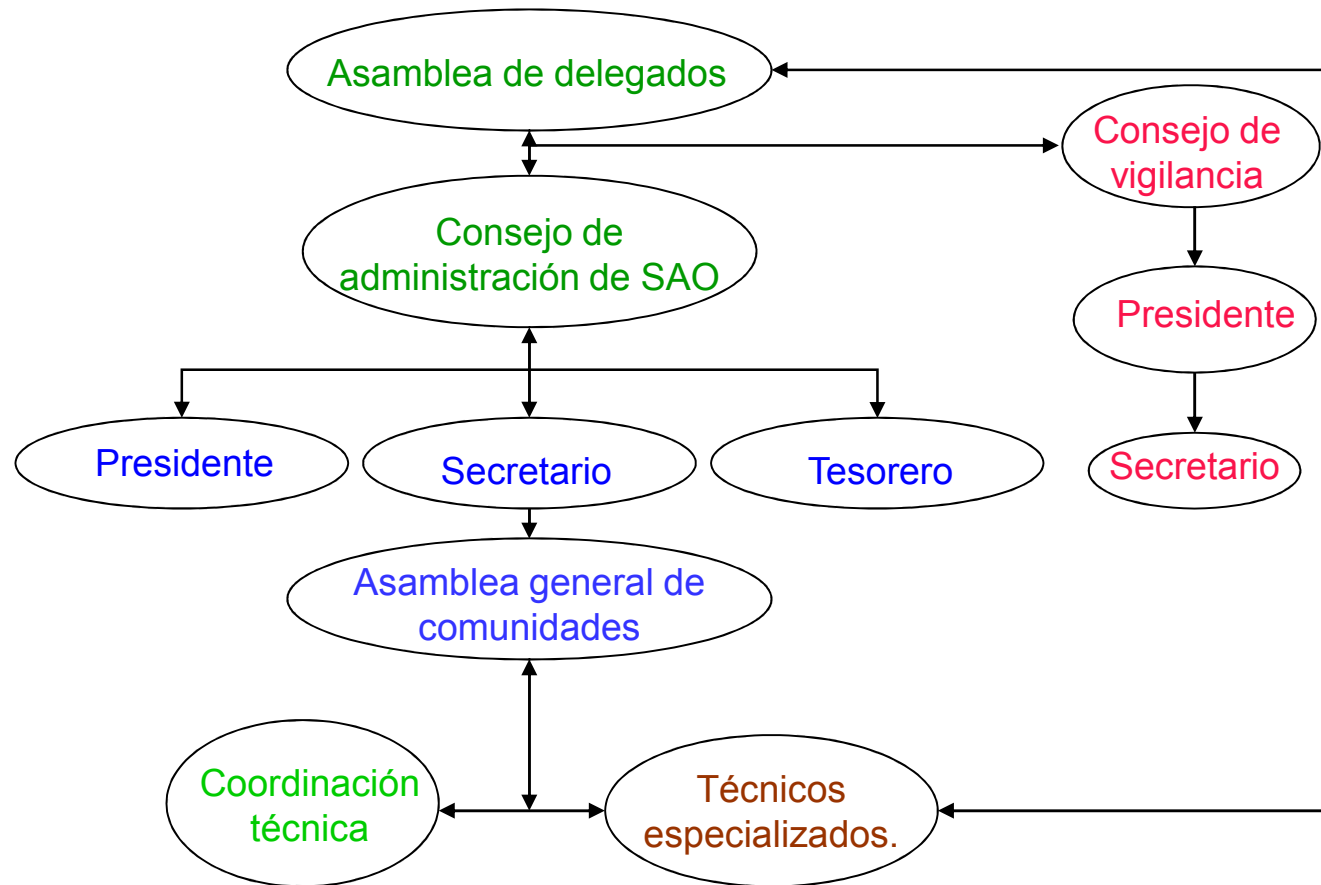 Asamblea de delegados
Consejo de
vigilancia
Consejo de
administración de SAO
Presidente
Presidente
Secretario
Tesorero
Secretario
Asamblea general de
comunidades
Coordinación
técnica
Técnicos
especializados.